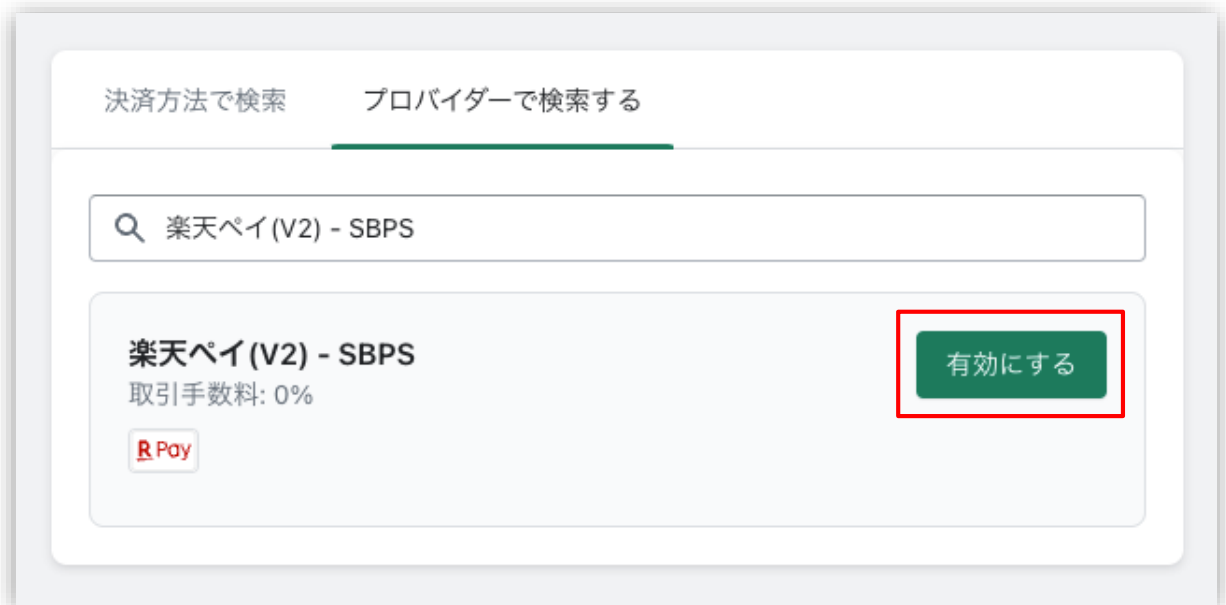 決済方法で検索 プロバイダーで検索する
楽天ペイ(V2) - SBPS
楽天ペイ(V2) - SBPS
有効にする
取引手数料: 0%
R Pay